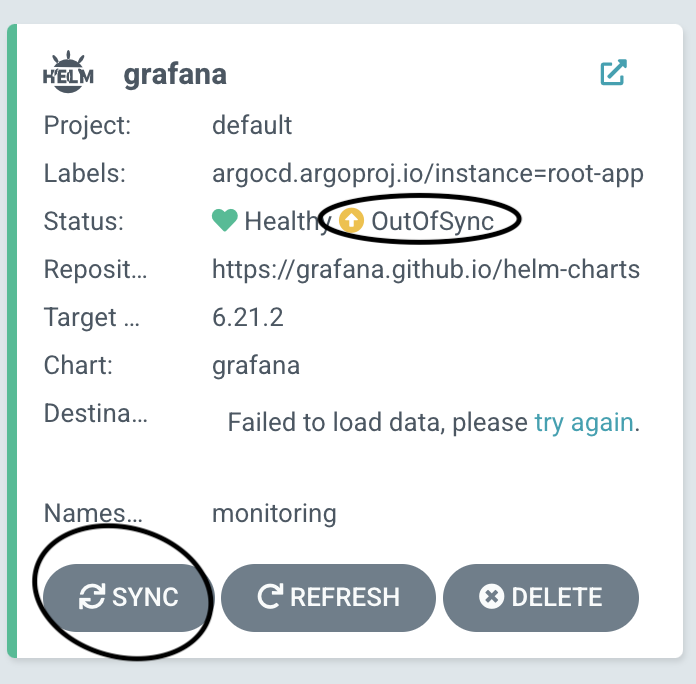 HELM grafana
Project: default
Labels: argocd.argoproj.io/instance=root-app
Status: Healthy OutOfSync
Reposit... https://grafana.github.io/helm-charts
Target ... 6.21.2
Chart: grafana
Destina... Failed to load data, please try again.
Names... monitoring
SYNC REFRESH DELETE